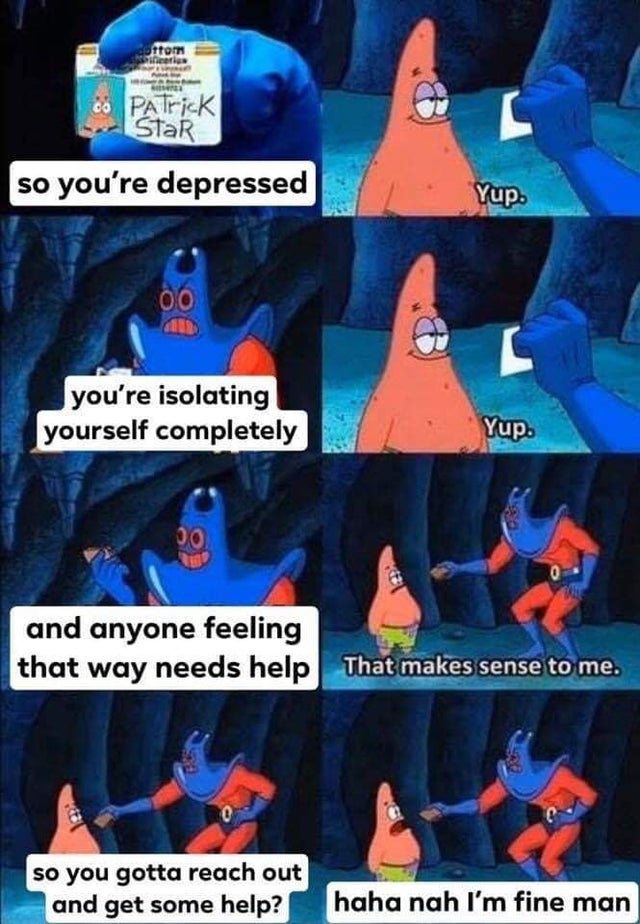 PATricK
STaR
so you're depressed
Yup.
you're isolating
yourself completely
Yup.
and anyone feeling
that way needs help
That makes sense to me.
so you gotta reach out
and get some help?
haha nah I'm fine man